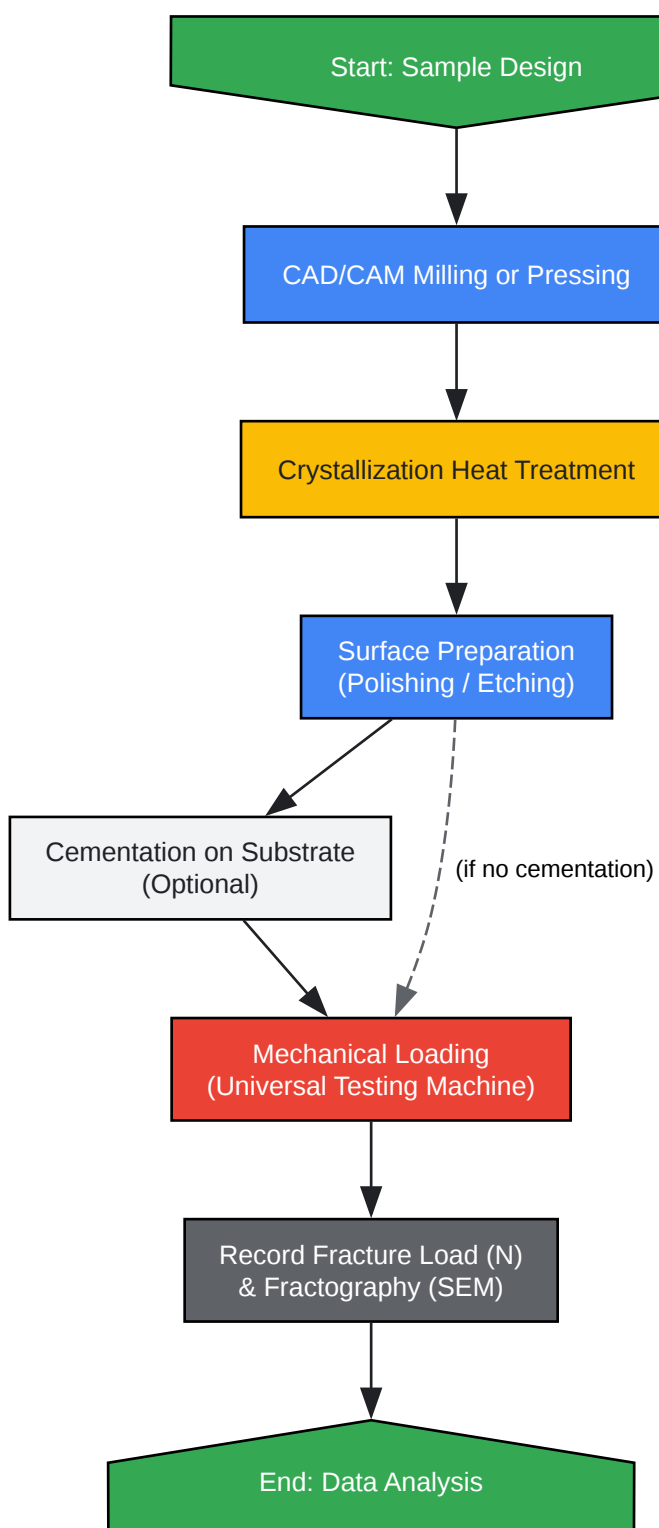 Start: Sample Design
CAD/CAM Milling or Pressing
Crystallization Heat Treatment
Surface Preparation
(Polishing / Etching)
Cementation on Substrate
(Optional)
(if no cementation)
Mechanical Loading
(Universal Testing Machine)
Record Fracture Load (N)
& Fractography (SEM)
End: Data Analysis